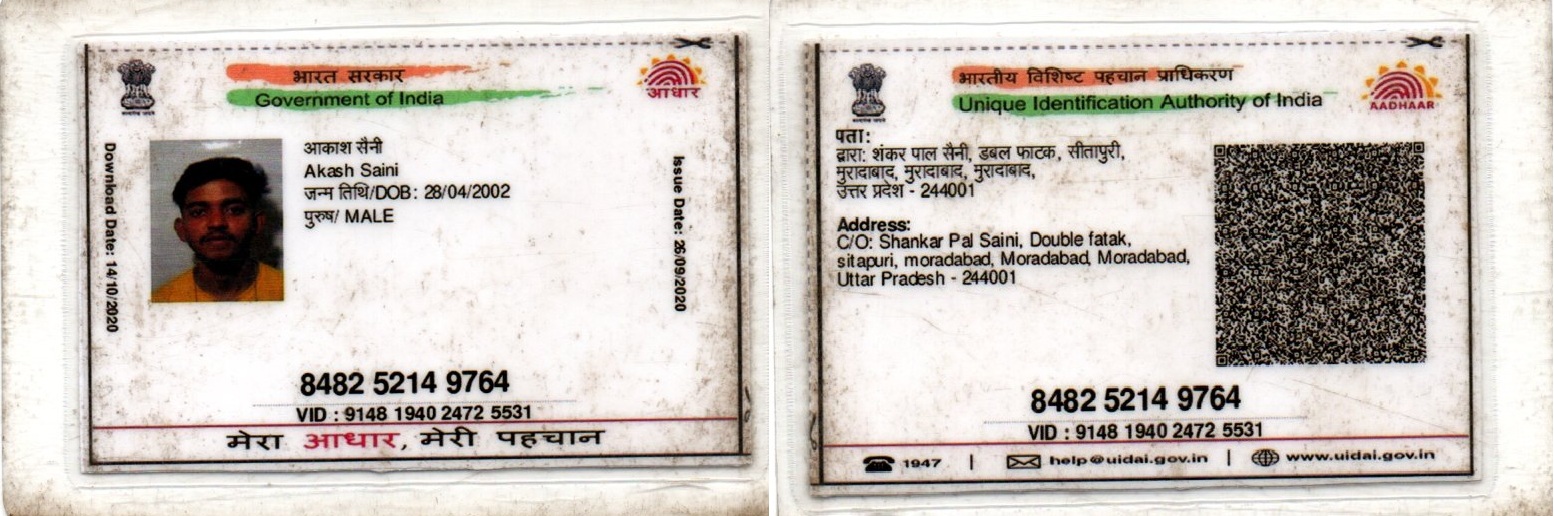 भारत सरकार
Government of India
आधार
Download Date: 14/10/2020
आकाश सैनी
Akash Saini
जन्म तिथि/DOB: 28/04/2002
पुरुष/ MALE
Issue Date: 26/09/2020
8482 5214 9764
VID : 9148 1940 2472 5531
मेरा आधार, मेरी पहचान
भारतीय विशिष्ट पहचान प्राधिकरण
Unique Identification Authority of India
AADHAAR
पता:
द्वारा: शंकर पाल सैनी, डबल फाटक, सीतापुरी,
मुरादाबाद, मुरादाबाद, मुरादाबाद,
उत्तर प्रदेश - 244001
Address:
C/O: Shankar Pal Saini, Double fatak,
sitapuri, moradabad, Moradabad, Moradabad,
Uttar Pradesh - 244001
8482 5214 9764
VID : 9148 1940 2472 5531
1947 | help@uidai.gov.in | www.uidai.gov.in